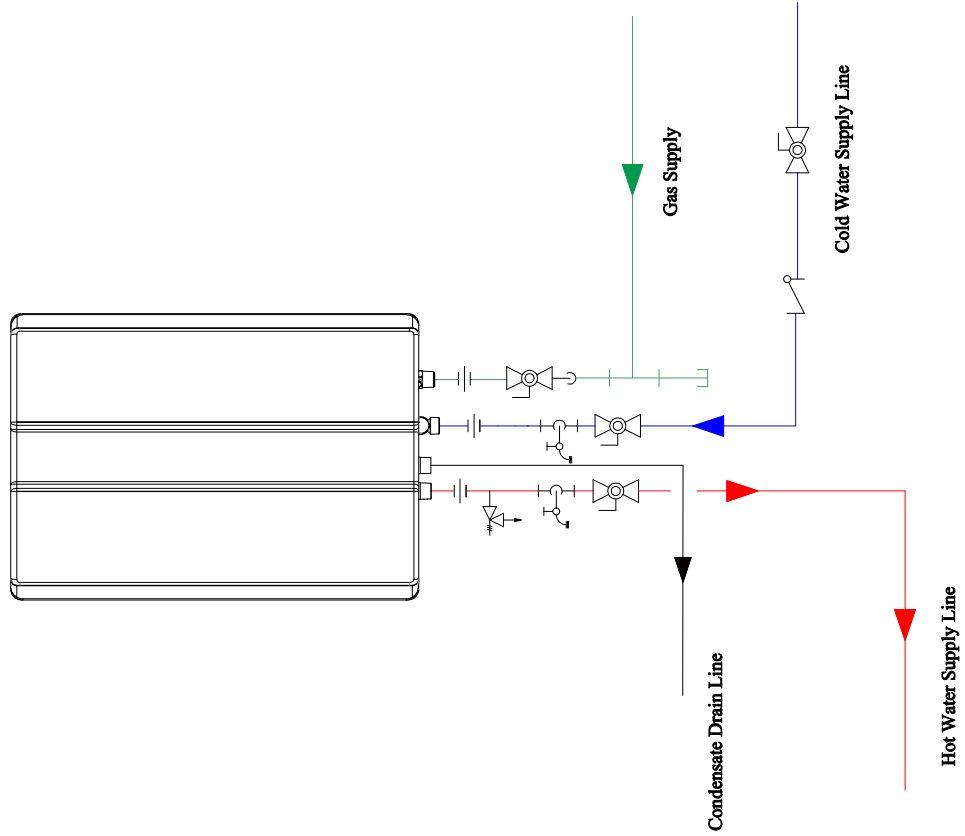 Gas Supply
Cold Water Supply Line
Condensate Drain Line
Hot Water Supply Line